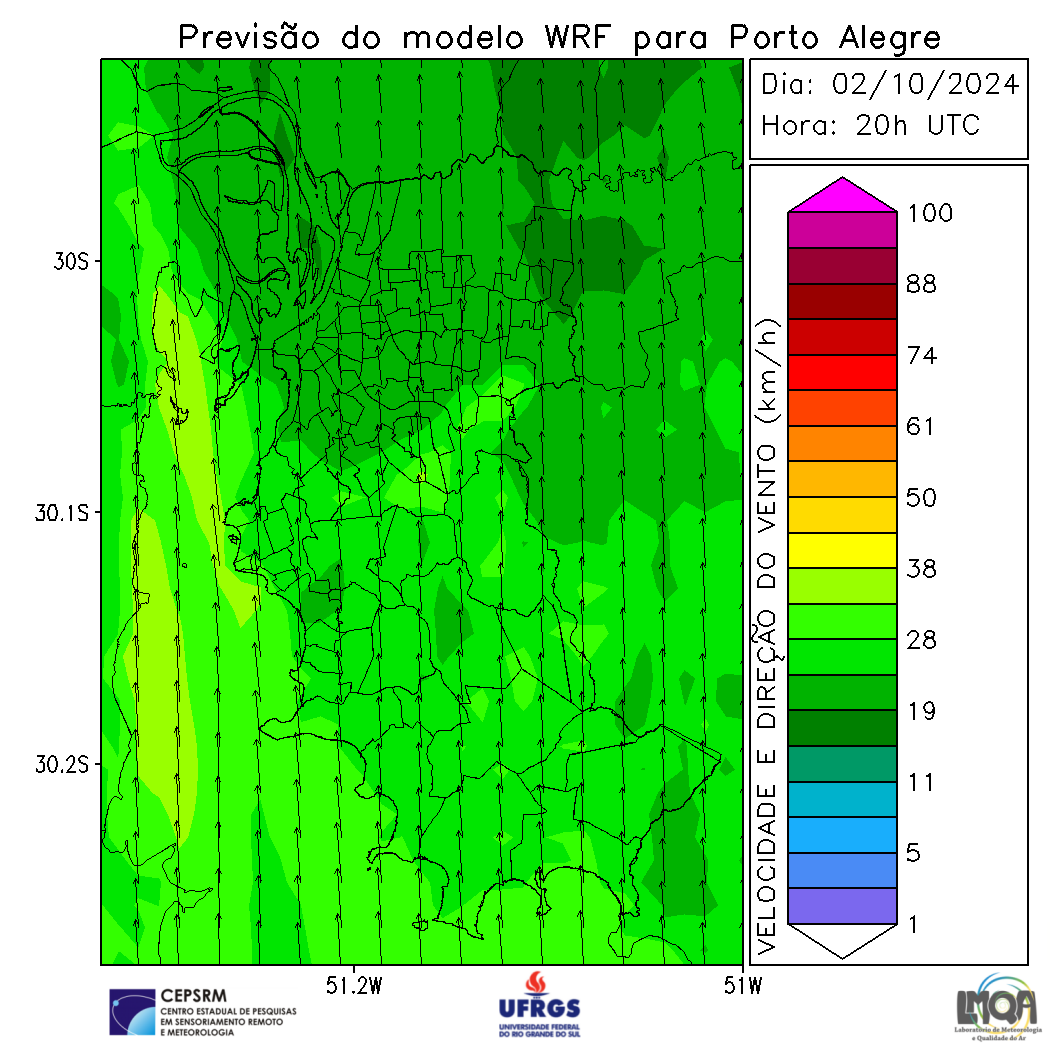 Previsão do modelo WRF para Porto Alegre
Dia: 02/10/2024
Hora: 20h UTC
30S
30.1S
30.2S
51.2W
51W
VELOCIDADE E DIREÇÃO DO VENTO (km/h)
100
88
74
61
50
38
28
19
11
5
1
CEPSRM
CENTRO ESTADUAL DE PESQUISAS
EM SENSORIAMENTO REMOTO
E METEOROLOGIA
UFRGS
UNIVERSIDADE FEDERAL
DO RIO GRANDE DO SUL
LMQA
Laboratório de Meteorologia
e Qualidade do Ar